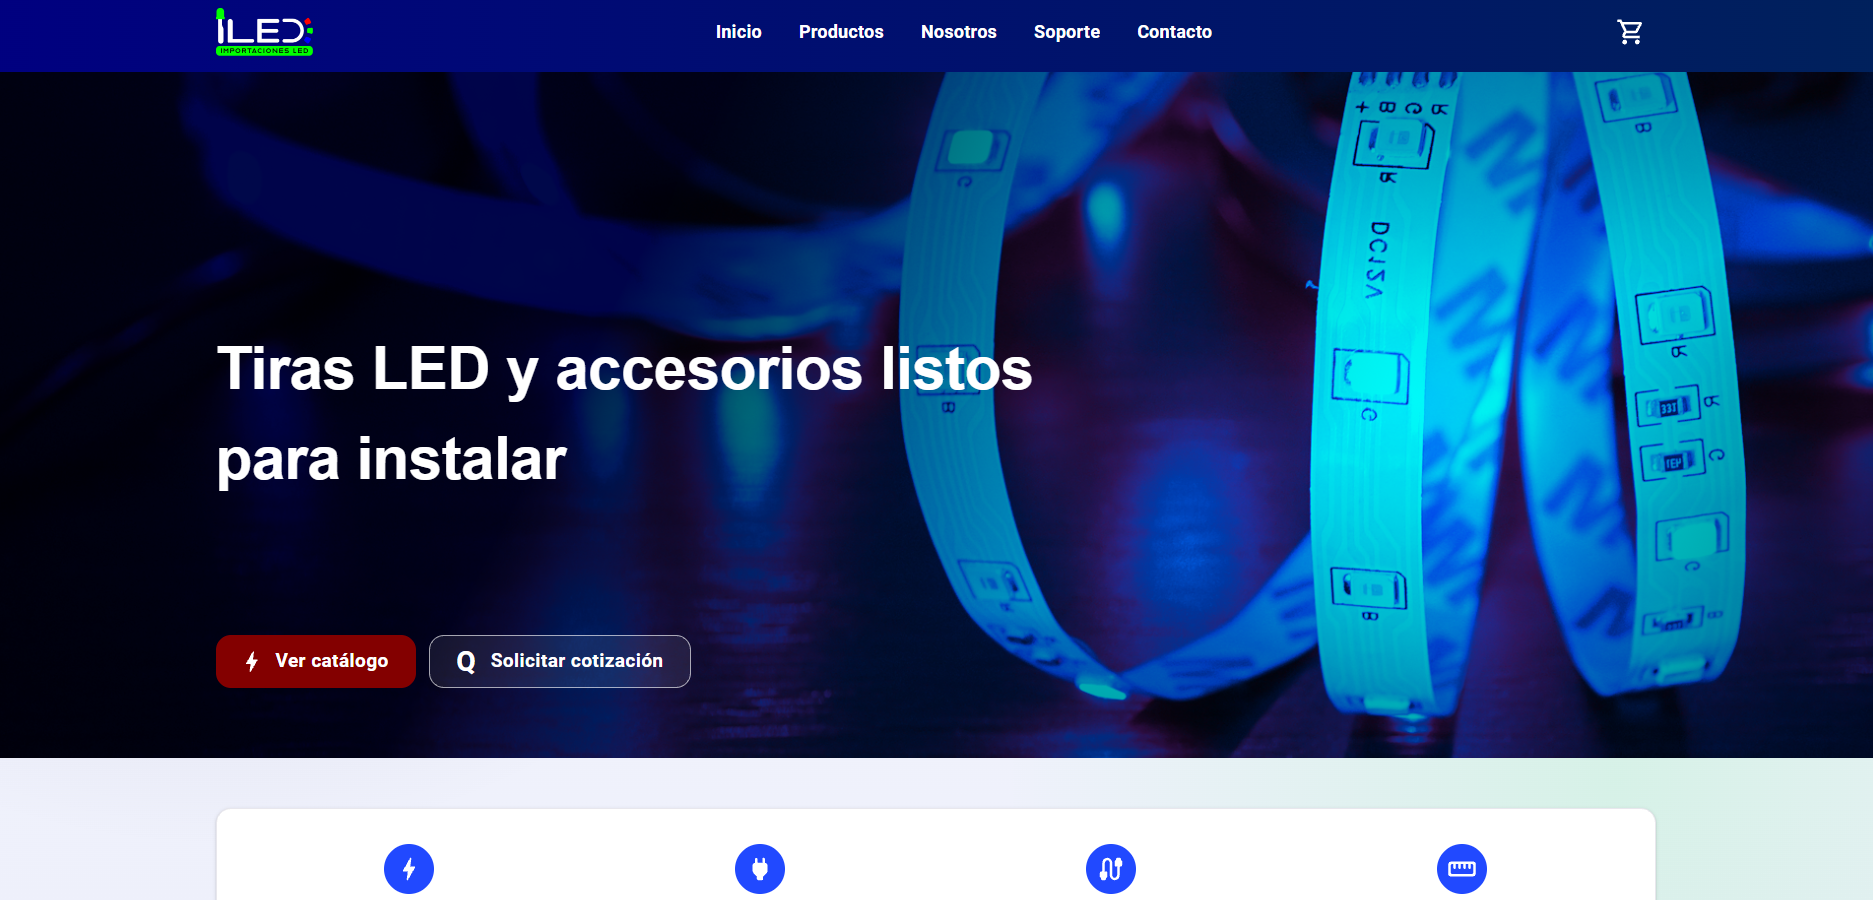 iLED
IMPORTACIONES LED
Inicio
Productos
Nosotros
Soporte
Contacto
Tiras LED y accesorios listos
para instalar
Ver catálogo
Q Solicitar cotización
+ B G R
R
DC12V
G
B
G
B
B
R
R
G
G
B